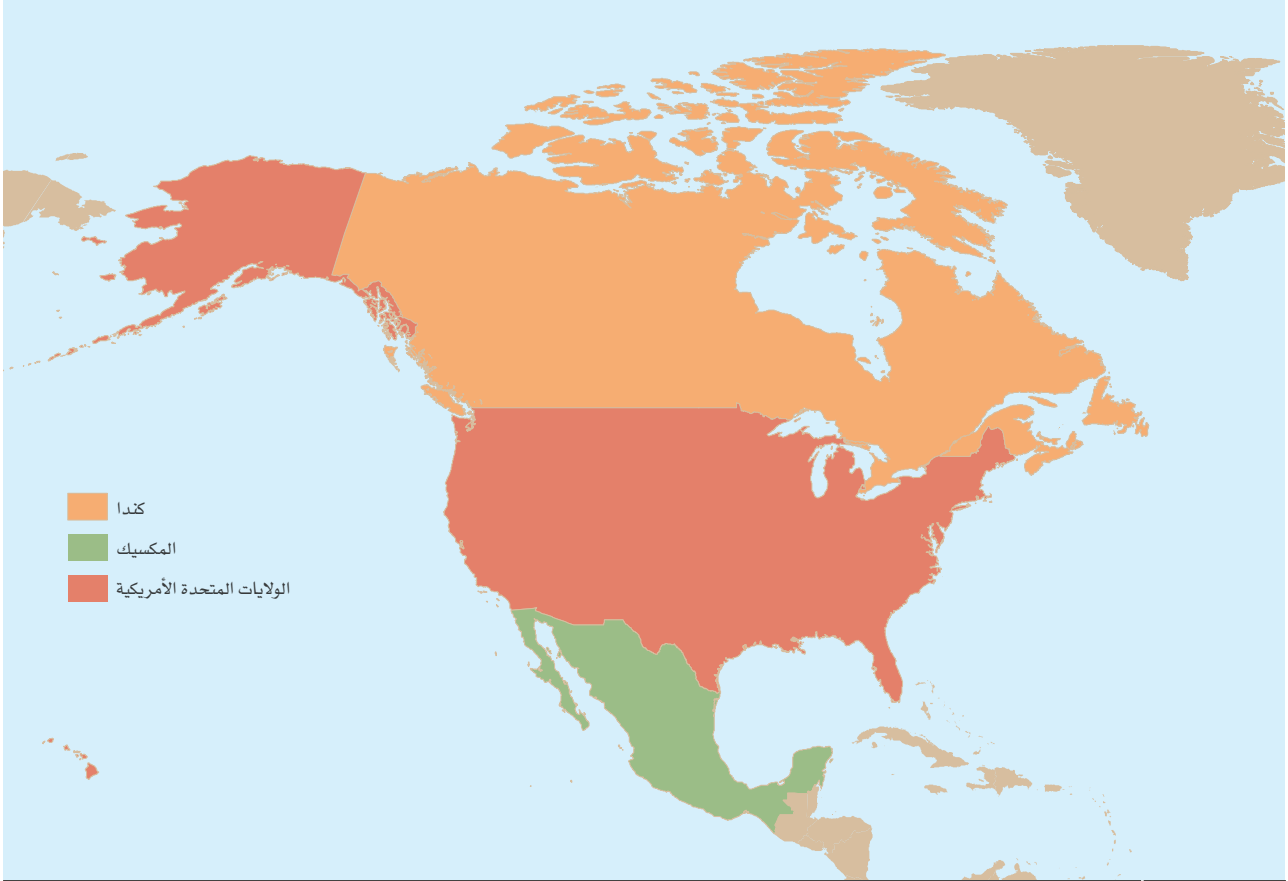 كندا
المكسيك
الولايات المتحدة الأمريكية